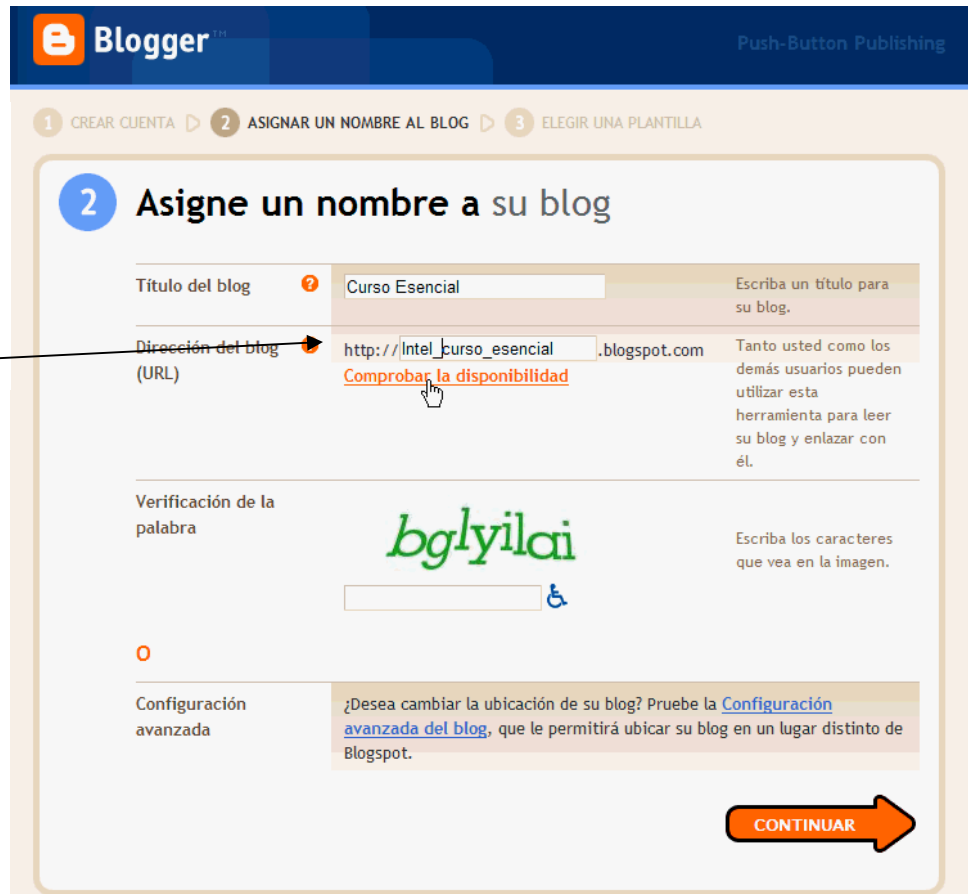 Blogger™
Push-Button Publishing
1 CREAR CUENTA 2 ASIGNAR UN NOMBRE AL BLOG 3 ELEGIR UNA PLANTILLA
2 Asigne un nombre a su blog
Título del blog ? Curso Esencial
Escriba un título para
su blog.
Dirección del blog
(URL)
http:// Intel_curso_esencial .blogspot.com
Comprobar la disponibilidad
Tanto usted como los
demás usuarios pueden
utilizar esta
herramienta para leer
su blog y enlazar con
él.
Verificación de la
palabra
bglyilai
Escriba los caracteres
que vea en la imagen.
O
Configuración
avanzada
¿Desea cambiar la ubicación de su blog? Pruebe la Configuración
avanzada del blog, que le permitirá ubicar su blog en un lugar distinto de
Blogspot.
CONTINUAR